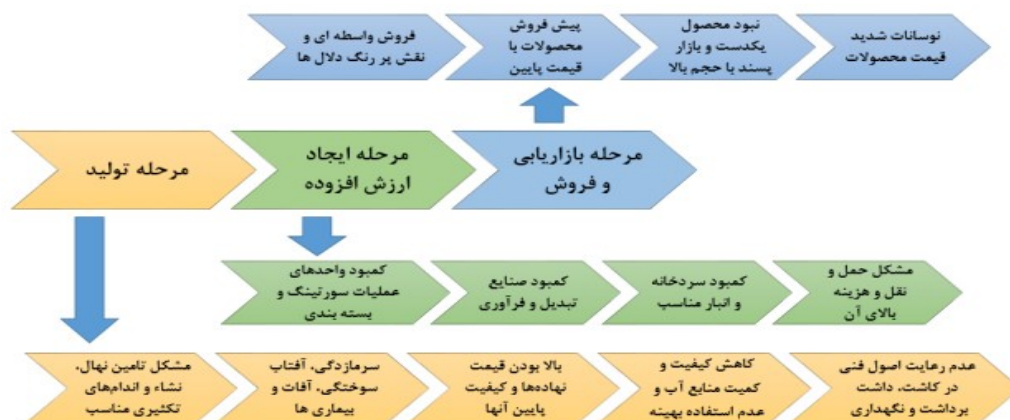 فروش واسطه ای و
نقش پر رنگ دلال ها
پیش فروش
محصولات با
قیمت پایین
نبود محصول
یکدست و بازار
پسند با حجم بالا
نوسانات شدید
قیمت محصولات
مرحله تولید
مرحله ایجاد
ارزش افزوده
مرحله بازاریابی
و فروش
کمبود واحدهای
عملیات سورتینگ و
بسته بندی
کمبود صنایع
تبدیل و فرآوری
کمبود سردخانه
و انبار مناسب
مشکل حمل و
نقل و هزینه
بالای آن
مشکل تامین نهال،
نشاء و اندام‌های
تکثیری مناسب
سرمازدگی، آفتاب
سوختگی، آفات و
بیماری ها
بالا بودن قیمت
نهاده‌ها و کیفیت
پایین آنها
کاهش کیفیت و
کمیت منابع آب و
عدم استفاده بهینه
عدم رعایت اصول فنی
در کاشت، داشت
برداشت و نگهداری